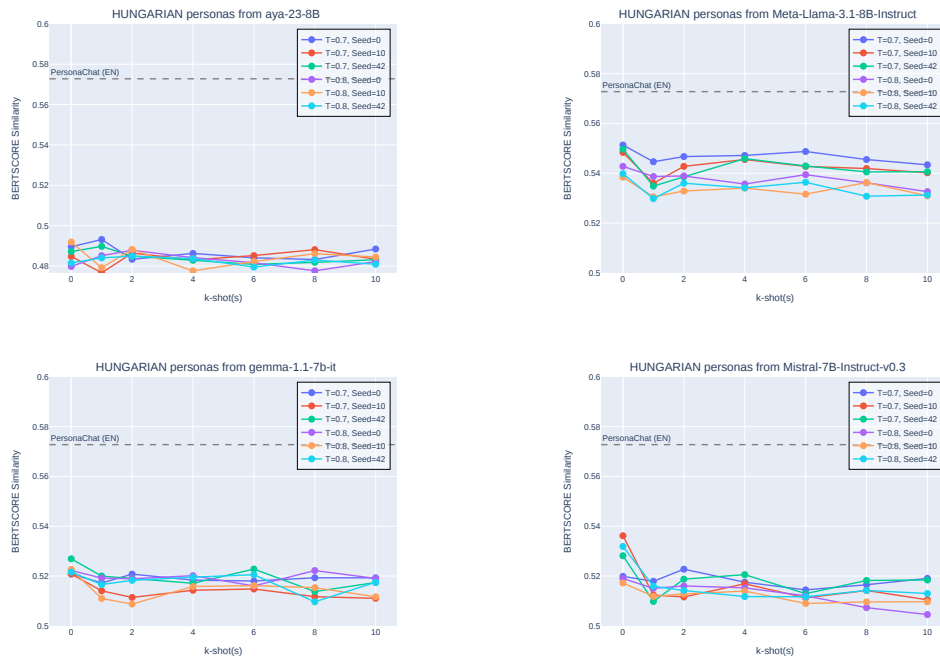 HUNGARIAN personas from aya-23-8B
BERTSCORE Similarity
0.6
0.58
0.56
0.54
0.52
0.5
0.48
PersonaChat (EN)
T=0.7, Seed=0
T=0.7, Seed=10
T=0.7, Seed=42
T=0.8, Seed=0
T=0.8, Seed=10
T=0.8, Seed=42
0 2 4 6 8 10
k-shot(s)
HUNGARIAN personas from Meta-Llama-3.1-8B-Instruct
BERTSCORE Similarity
0.6
0.58
0.56
0.54
0.52
0.5
PersonaChat (EN)
T=0.7, Seed=0
T=0.7, Seed=10
T=0.7, Seed=42
T=0.8, Seed=0
T=0.8, Seed=10
T=0.8, Seed=42
0 2 4 6 8 10
k-shot(s)
HUNGARIAN personas from gemma-1.1-7b-it
BERTSCORE Similarity
0.6
0.58
0.56
0.54
0.52
0.5
PersonaChat (EN)
T=0.7, Seed=0
T=0.7, Seed=10
T=0.7, Seed=42
T=0.8, Seed=0
T=0.8, Seed=10
T=0.8, Seed=42
0 2 4 6 8 10
k-shot(s)
HUNGARIAN personas from Mistral-7B-Instruct-v0.3
BERTSCORE Similarity
0.6
0.58
0.56
0.54
0.52
0.5
PersonaChat (EN)
T=0.7, Seed=0
T=0.7, Seed=10
T=0.7, Seed=42
T=0.8, Seed=0
T=0.8, Seed=10
T=0.8, Seed=42
0 2 4 6 8 10
k-shot(s)